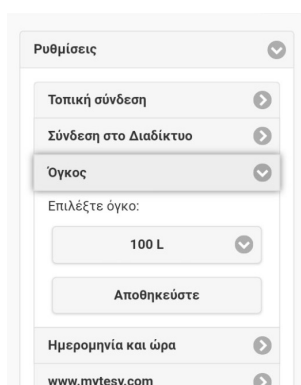 Ρυθμίσεις
Τοπική σύνδεση
Σύνδεση στο Διαδίκτυο
Όγκος
Επιλέξτε όγκο:
100 L
Αποθηκεύστε
Ημερομηνία και ώρα
www.mytesy.com